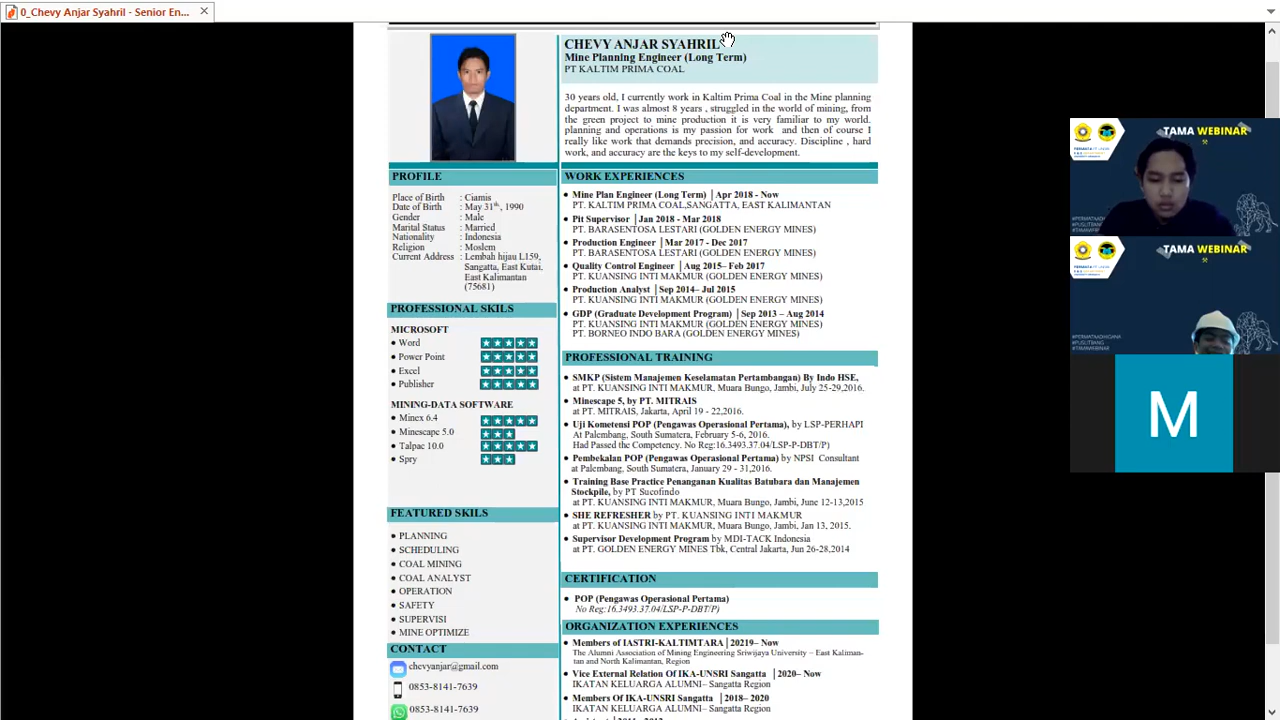 0_Chevy Anjar Syahril - Senior En...
CHEVY ANJAR SYAHRIL
Mine Planning Engineer (Long Term)
PT KALTIM PRIMA COAL
30 years old, I currently work in Kaltim Prima Coal in the Mine planning
department. I was almost 8 years , struggled in the world of mining, from
the green project to mine production it is very familiar to my world.
planning and operations is my passion for work and then of course I
really like work that demands precision, and accuracy. Discipline , hard
work, and accuracy are the keys to my self-development.
PROFILE
Place of Birth : Ciamis
Date of Birth : May 31th, 1990
Gender : Male
Marital Status : Married
Nationality : Indonesia
Religion : Moslem
Current Address : Lembah hijau L159,
Sangatta, East Kutai.
East Kalimantan
(75681)
PROFESSIONAL SKILS
MICROSOFT
Word
Power Point
Excel
Publisher
MINING-DATA SOFTWARE
Minex 6.4
Minescape 5.0
Talpac 10.0
Spry
FEATURED SKILS
PLANNING
SCHEDULING
COAL MINING
COAL ANALYST
OPERATION
SAFETY
SUPERVISI
MINE OPTIMIZE
CONTACT
chevyanjar@gmail.com
0853-8141-7639
0853-8141-7639
WORK EXPERIENCES
Mine Plan Engineer (Long Term) | Apr 2018 - Now
PT. KALTIM PRIMA COAL,SANGATTA, EAST KALIMANTAN
Pit Supervisor | Jan 2018 - Mar 2018
PT. BARASENTOSA LESTARI (GOLDEN ENERGY MINES)
Production Engineer | Mar 2017 - Dec 2017
PT. BARASENTOSA LESTARI (GOLDEN ENERGY MINES)
Quality Control Engineer | Aug 2015– Feb 2017
PT. KUANSING INTI MAKMUR (GOLDEN ENERGY MINES)
Production Analyst | Sep 2014– Jul 2015
PT. KUANSING INTI MAKMUR (GOLDEN ENERGY MINES)
GDP (Graduate Development Program) | Sep 2013 – Aug 2014
PT. KUANSING INTI MAKMUR (GOLDEN ENERGY MINES)
PT. BORNEO INDO BARA (GOLDEN ENERGY MINES)
PROFESSIONAL TRAINING
SMKP (Sistem Manajemen Keselamatan Pertambangan) By Indo HSE,
at PT. KUANSING INTI MAKMUR, Muara Bungo, Jambi, July 25-29,2016.
Minescape 5, by PT. MITRAIS
at PT. MITRAIS, Jakarta, April 19 - 22,2016.
Uji Kometensi POP (Pengawas Operasional Pertama), by LSP-PERHAPI
At Palembang, South Sumatera, February 5-6, 2016.
Had Passed the Competency. No Reg:16.3493.37.04/LSP-P-DBT/P)
Pembekalan POP (Pengawas Operasional Pertama) by NPSI Consultant
at Palembang, South Sumatera, January 29 - 31,2016.
Training Base Practice Penanganan Kualitas Batubara dan Manajemen
Stockpile, by PT Sucofindo
at PT. KUANSING INTI MAKMUR, Muara Bungo, Jambi, June 12-13,2015
SHE REFRESHER by PT. KUANSING INTI MAKMUR
at PT. KUANSING INTI MAKMUR, Muara Bungo, Jambi, Jan 13, 2015.
Supervisor Development Program by MDI-TACK Indonesia
at PT. GOLDEN ENERGY MINES Tbk, Central Jakarta, Jun 26-28,2014
CERTIFICATION
POP (Pengawas Operasional Pertama)
No Reg:16.3493.37.04/LSP-P-DBT/P)
ORGANIZATION EXPERIENCES
Members of IASTRI-KALTIMTARA | 20219– Now
The Alumni Association of Mining Engineering Sriwijaya University – East Kaliman-
tan and North Kalimantan, Region
Vice External Relation Of IKA-UNSRI Sangatta | 2020– Now
IKATAN KELUARGA ALUMNI– Sangatta Region
Members Of IKA-UNSRI Sangatta | 2018– 2020
IKATAN KELUARGA ALUMNI– Sangatta Region
TAMA WEBINAR
TAMA WEBINAR
M